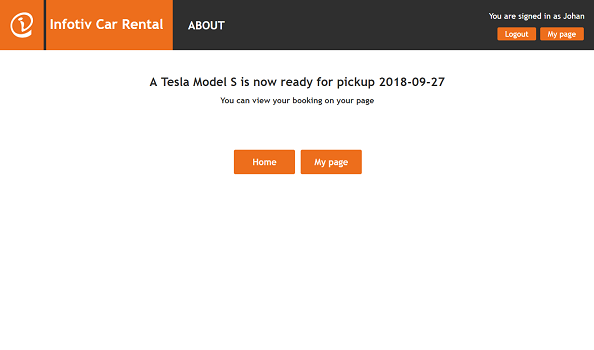 Infotiv Car Rental
ABOUT
You are signed in as Johan
Logout
My page
A Tesla Model S is now ready for pickup 2018-09-27
You can view your booking on your page
Home
My page